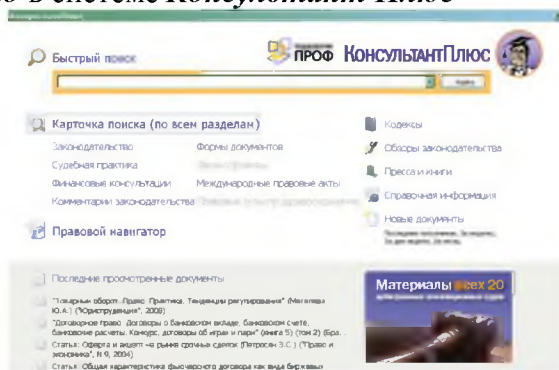 в системе Консультант Плюс
Быстрый поиск
ПРОФ КОНСУЛЬТАНТПЛЮС
Найти
Карточка поиска (по всем разделам)
Законодательство
Формы документов
Судебная практика
Финансовые консультации
Международные правовые акты
Комментарии законодательства
Правовой навигатор
Кодексы
Обзоры законодательства
Пресса и книги
Справочная информация
Новые документы
Последние просмотренные документы
"Товарный оборот. Право. Практика. Тенденции регулирования" (Могилева
Ю.А.) ("Юриспруденция", 2008)
"Договорное право. Договоры о банковском вкладе, банковском счете,
банковские расчеты. Конкурс, договоры об играх и пари" (книга 5) (том 2) (Бра...
Статья: Оферта и акцепт на рынке срочных сделок (Петросян Э.С.) ("Право и
экономика", N 9, 2004)
Статья: Общая характеристика фьючерсного договора как вида биржевых
Материалы всех 20